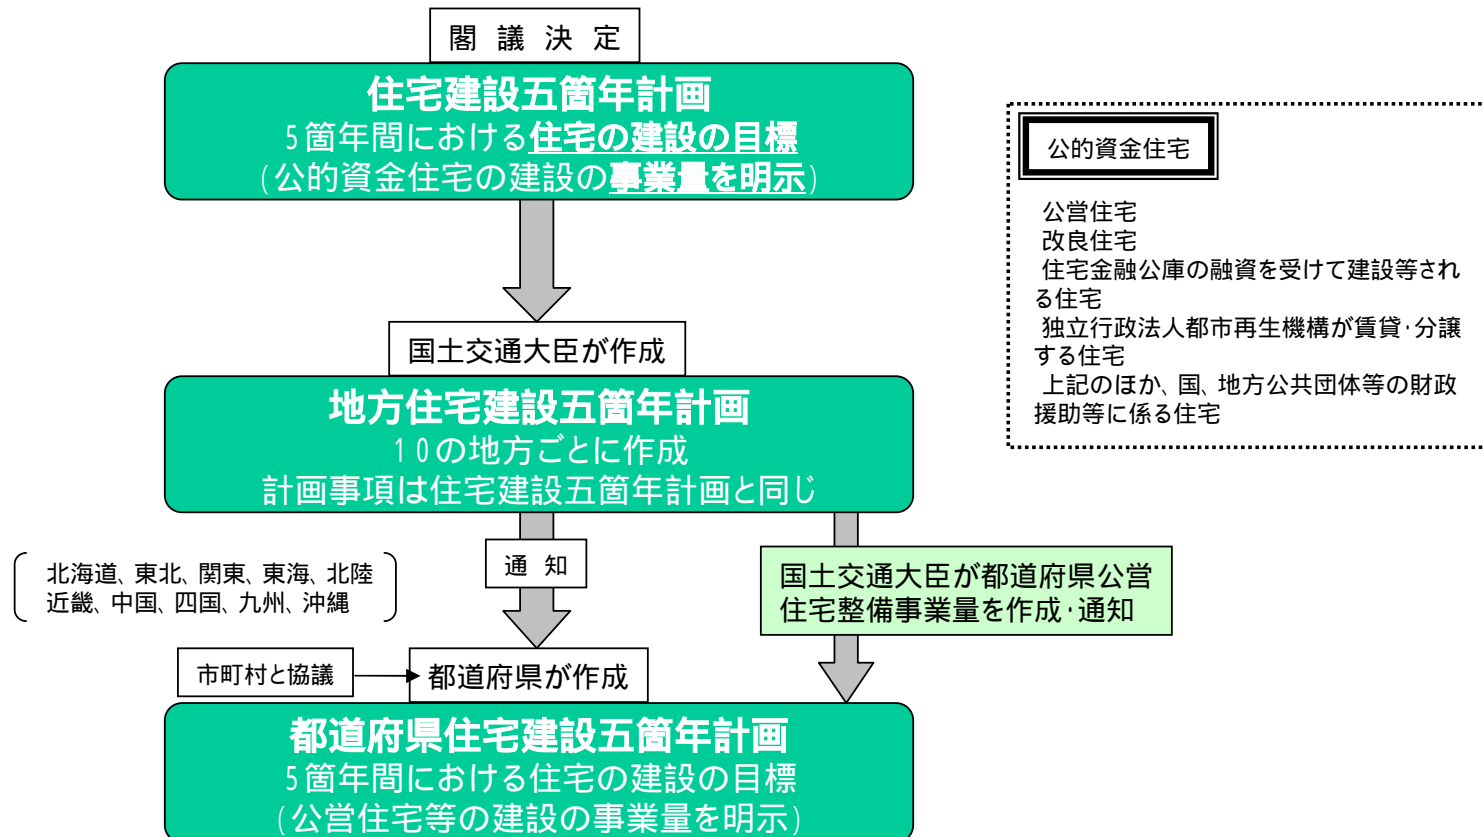 閣議決定
住宅建設五箇年計画
5箇年間における住宅の建設の目標
(公的資金住宅の建設の事業量を明示)
公的資金住宅
公営住宅
改良住宅
住宅金融公庫の融資を受けて建設等され
る住宅
独立行政法人都市再生機構が賃貸・分譲
する住宅
上記のほか、国、地方公共団体等の財政
援助等に係る住宅
国土交通大臣が作成
地方住宅建設五箇年計画
10の地方ごとに作成
計画事項は住宅建設五箇年計画と同じ
北海道、東北、関東、東海、北陸
近畿、中国、四国、九州、沖縄
通知
国土交通大臣が都道府県公営
住宅整備事業量を作成・通知
市町村と協議
都道府県が作成
都道府県住宅建設五箇年計画
5箇年間における住宅の建設の目標
(公営住宅等の建設の事業量を明示)